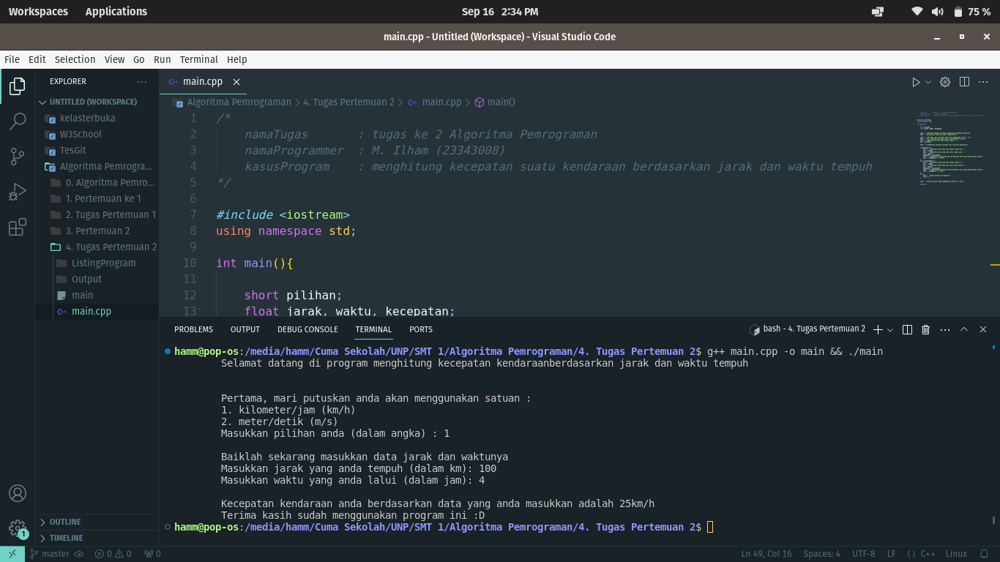 Workspaces Applications Sep 16 2:34 PM 75 %
main.cpp - Untitled (Workspace) - Visual Studio Code
File Edit Selection View Go Run Terminal Help
EXPLORER ···
UNTITLED (WORKSPACE)
kelasterbuka
W3School
TesGit
Algoritma Pemrogra...
0. Algoritma Pemro...
1. Pertemuan ke 1
2. Tugas Pertemuan 1
3. Pertemuan 2
4. Tugas Pertemuan 2
ListingProgram
Output
main
main.cpp
OUTLINE
TIMELINE
main.cpp
Algoritma Pemrograman > 4. Tugas Pertemuan 2 > main.cpp > main()
1 /*
2 namaTugas : tugas ke 2 Algoritma Pemrograman
3 namaProgrammer : M. Ilham (23343008)
4 kasusProgram : menghitung kecepatan suatu kendaraan berdasarkan jarak dan waktu tempuh
5 */
6
7 #include <iostream>
8 using namespace std;
9
10 int main(){
11
12 short pilihan;
13 float jarak, waktu, kecepatan;
PROBLEMS OUTPUT DEBUG CONSOLE TERMINAL PORTS bash - 4. Tugas Pertemuan 2
hamm@pop-os:/media/hamm/Cuma Sekolah/UNP/SMT 1/Algoritma Pemrograman/4. Tugas Pertemuan 2$ g++ main.cpp -o main && ./main
Selamat datang di program menghitung kecepatan kendaraanberdasarkan jarak dan waktu tempuh
Pertama, mari putuskan anda akan menggunakan satuan :
1. kilometer/jam (km/h)
2. meter/detik (m/s)
Masukkan pilihan anda (dalam angka) : 1
Baiklah sekarang masukkan data jarak dan waktunya
Masukkan jarak yang anda tempuh (dalam km): 100
Masukkan waktu yang anda lalui (dalam jam): 4
Kecepatan kendaraan anda berdasarkan data yang anda masukkan adalah 25km/h
Terima kasih sudah menggunakan program ini :D
hamm@pop-os:/media/hamm/Cuma Sekolah/UNP/SMT 1/Algoritma Pemrograman/4. Tugas Pertemuan 2$
1
master 0 0 0 Ln 49, Col 16 Spaces: 4 UTF-8 LF {} C++ Linux